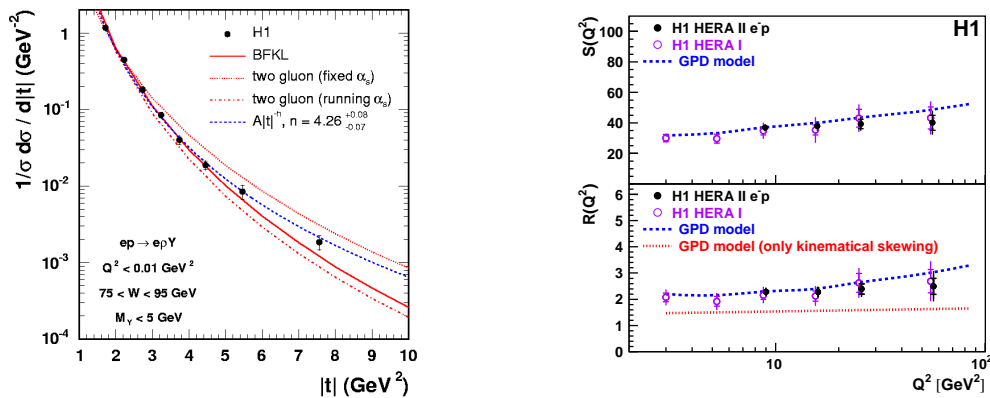 1/σ dσ / d|t| (GeV⁻²)
1
10⁻¹
10⁻²
10⁻³
10⁻⁴
H1
BFKL
two gluon (fixed αₛ)
two gluon (running αₛ)
A|t|⁻ⁿ, n = 4.26 +0.08 -0.07
ep → eρY
Q² < 0.01 GeV²
75 < W < 95 GeV
M_Y < 5 GeV
1 2 3 4 5 6 7 8 9 10
|t| (GeV²)
H1
S(Q²)
100
80
60
40
20
H1 HERA II e⁻p
H1 HERA I
GPD model
R(Q²)
6
5
4
3
2
1
0
H1 HERA II e⁻p
H1 HERA I
GPD model
GPD model (only kinematical skewing)
10 10²
Q² [GeV²]